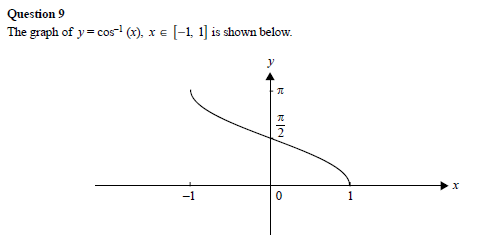 Question 9
The graph of y = cos⁻¹ (x), x ∈ [−1, 1] is shown below.
y
π
π/2
−1 0 1 x